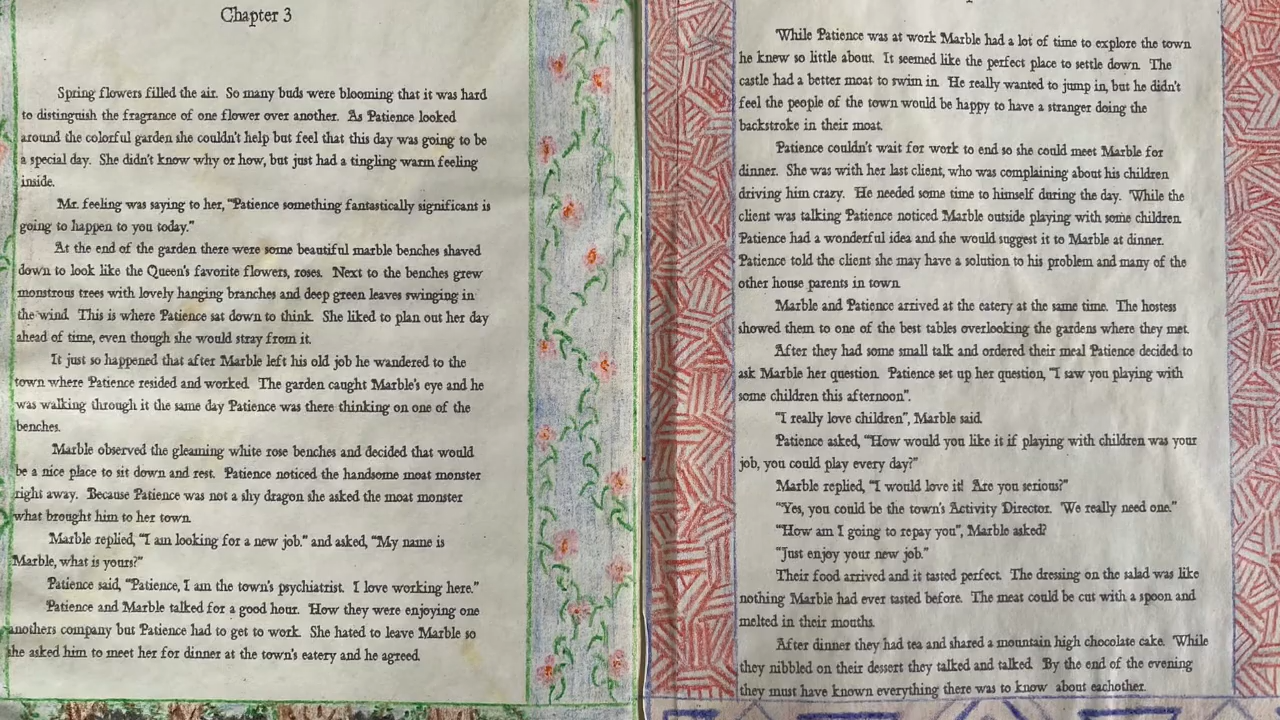 Chapter 3
Spring flowers filled the air. So many buds were blooming that it was hard
to distinguish the fragrance of one flower over another. As Patience looked
around the colorful garden she couldn't help but feel that this day was going to be
a special day. She didn't know why or how, but just had a tingling warm feeling
inside.
Mr. feeling was saying to her, "Patience something fantastically significant is
going to happen to you today."
At the end of the garden there were some beautiful marble benches shaved
down to look like the Queen's favorite flowers, roses. Next to the benches grew
monstrous trees with lovely hanging branches and deep green leaves swinging in
the wind. This is where Patience sat down to think. She liked to plan out her day
ahead of time, even though she would stray from it.
It just so happened that after Marble left his old job he wandered to the
town where Patience resided and worked. The garden caught Marble's eye and he
was walking through it the same day Patience was there thinking on one of the
benches.
Marble observed the gleaming white rose benches and decided that would
be a nice place to sit down and rest. Patience noticed the handsome moat monster
right away. Because Patience was not a shy dragon she asked the moat monster
what brought him to her town.
Marble replied, "I am looking for a new job." and asked, "My name is
Marble, what is yours?"
Patience said, "Patience, I am the town's psychiatrist. I love working here."
Patience and Marble talked for a good hour. How they were enjoying one
anothers company but Patience had to get to work. She hated to leave Marble so
she asked him to meet her for dinner at the town's eatery and he agreed.
While Patience was at work Marble had a lot of time to explore the town
he knew so little about. It seemed like the perfect place to settle down. The
castle had a better moat to swim in. He really wanted to jump in, but he didn't
feel the people of the town would be happy to have a stranger doing the
backstroke in their moat.
Patience couldn't wait for work to end so she could meet Marble for
dinner. She was with her last client, who was complaining about his children
driving him crazy. He needed some time to himself during the day. While the
client was talking Patience noticed Marble outside playing with some children.
Patience had a wonderful idea and she would suggest it to Marble at dinner.
Patience told the client she may have a solution to his problem and many of the
other house parents in town.
Marble and Patience arrived at the eatery at the same time. The hostess
showed them to one of the best tables overlooking the gardens where they met.
After they had some small talk and ordered their meal Patience decided to
ask Marble her question. Patience set up her question, "I saw you playing with
some children this afternoon".
"I really love children", Marble said.
Patience asked, "How would you like it if playing with children was your
job, you could play every day?"
Marble replied, "I would love it! Are you serious?"
"Yes, you could be the town's Activity Director. We really need one."
"How am I going to repay you", Marble asked?
"Just enjoy your new job."
Their food arrived and it tasted perfect. The dressing on the salad was like
nothing Marble had ever tasted before. The meat could be cut with a spoon and
melted in their mouths.
After dinner they had tea and shared a mountain high chocolate cake. While
they nibbled on their dessert they talked and talked. By the end of the evening
they must have known everything there was to know about eachother.